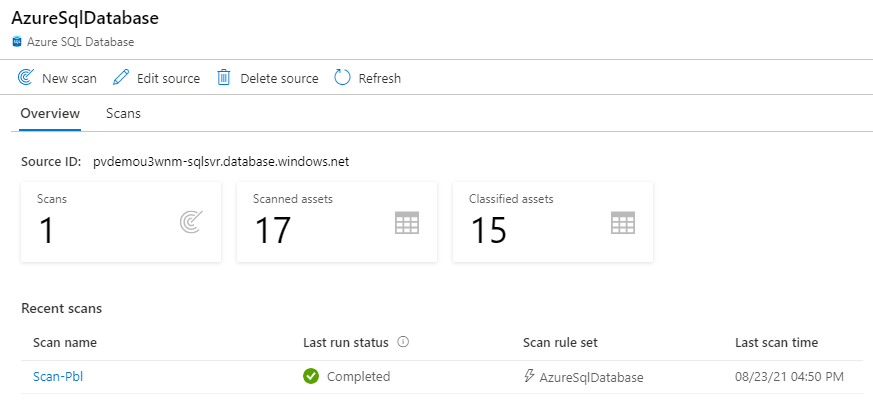 AzureSqlDatabase
Azure SQL Database
New scan Edit source Delete source Refresh
Overview Scans
Source ID: pvdemou3wnm-sqlsvr.database.windows.net
Scans Scanned assets Classified assets
1 17 15
Recent scans
Scan name Last run status Scan rule set Last scan time
Scan-Pbl Completed AzureSqlDatabase 08/23/21 04:50 PM